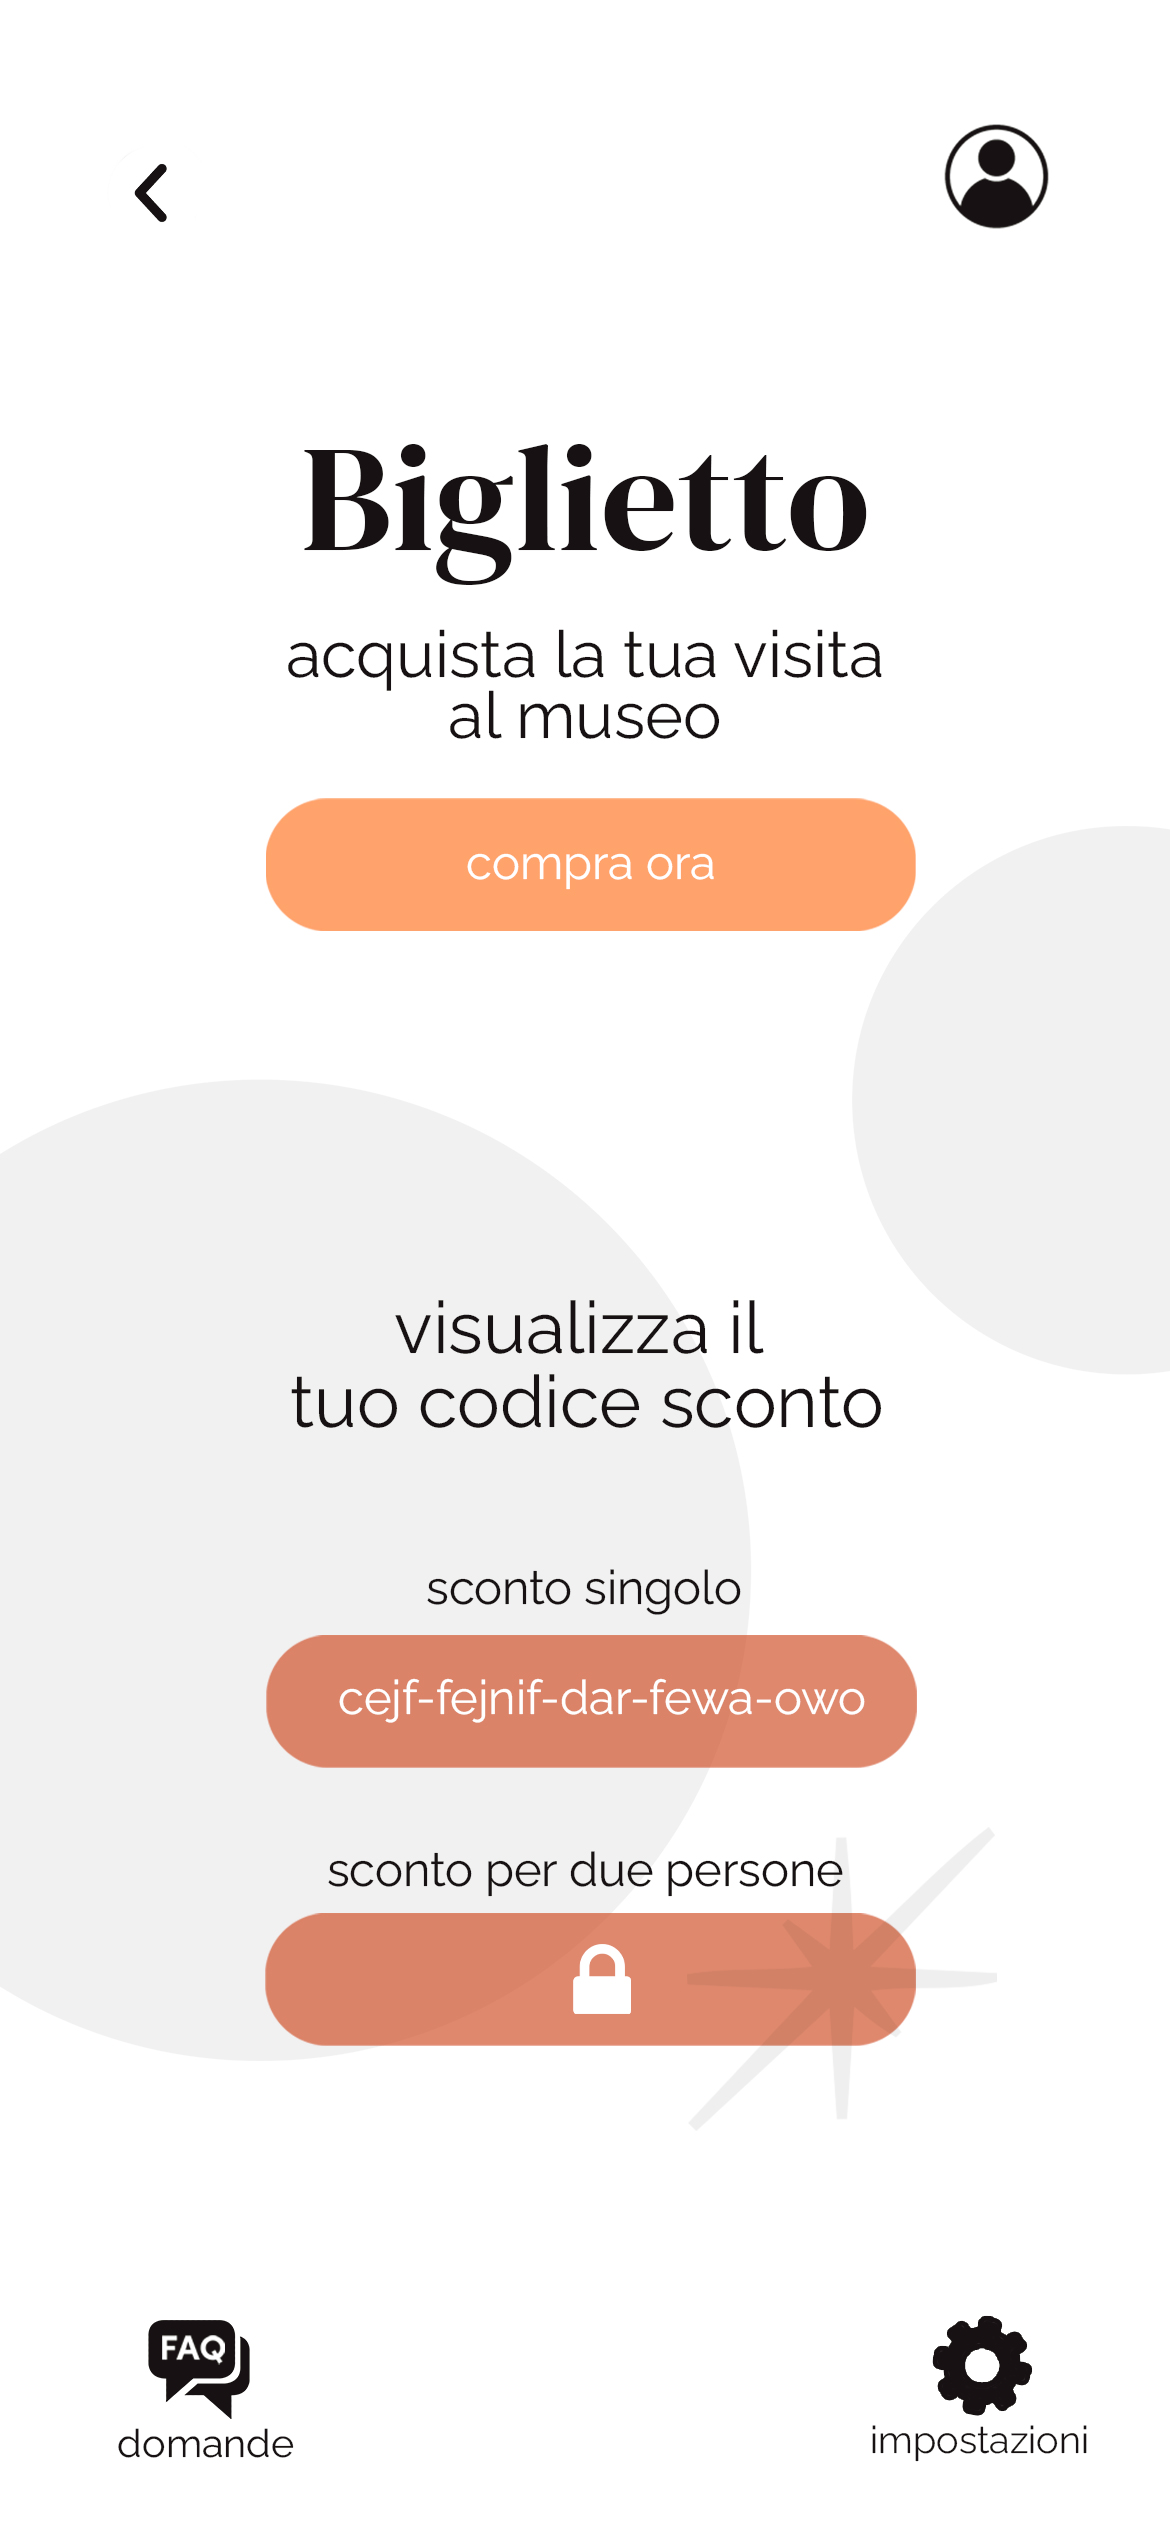 Biglietto
acquista la tua visita
al museo
compra ora
visualizza il
tuo codice sconto
sconto singolo
cejf-fejnif-dar-fewa-owo
sconto per due persone
FAQ
domande
impostazioni